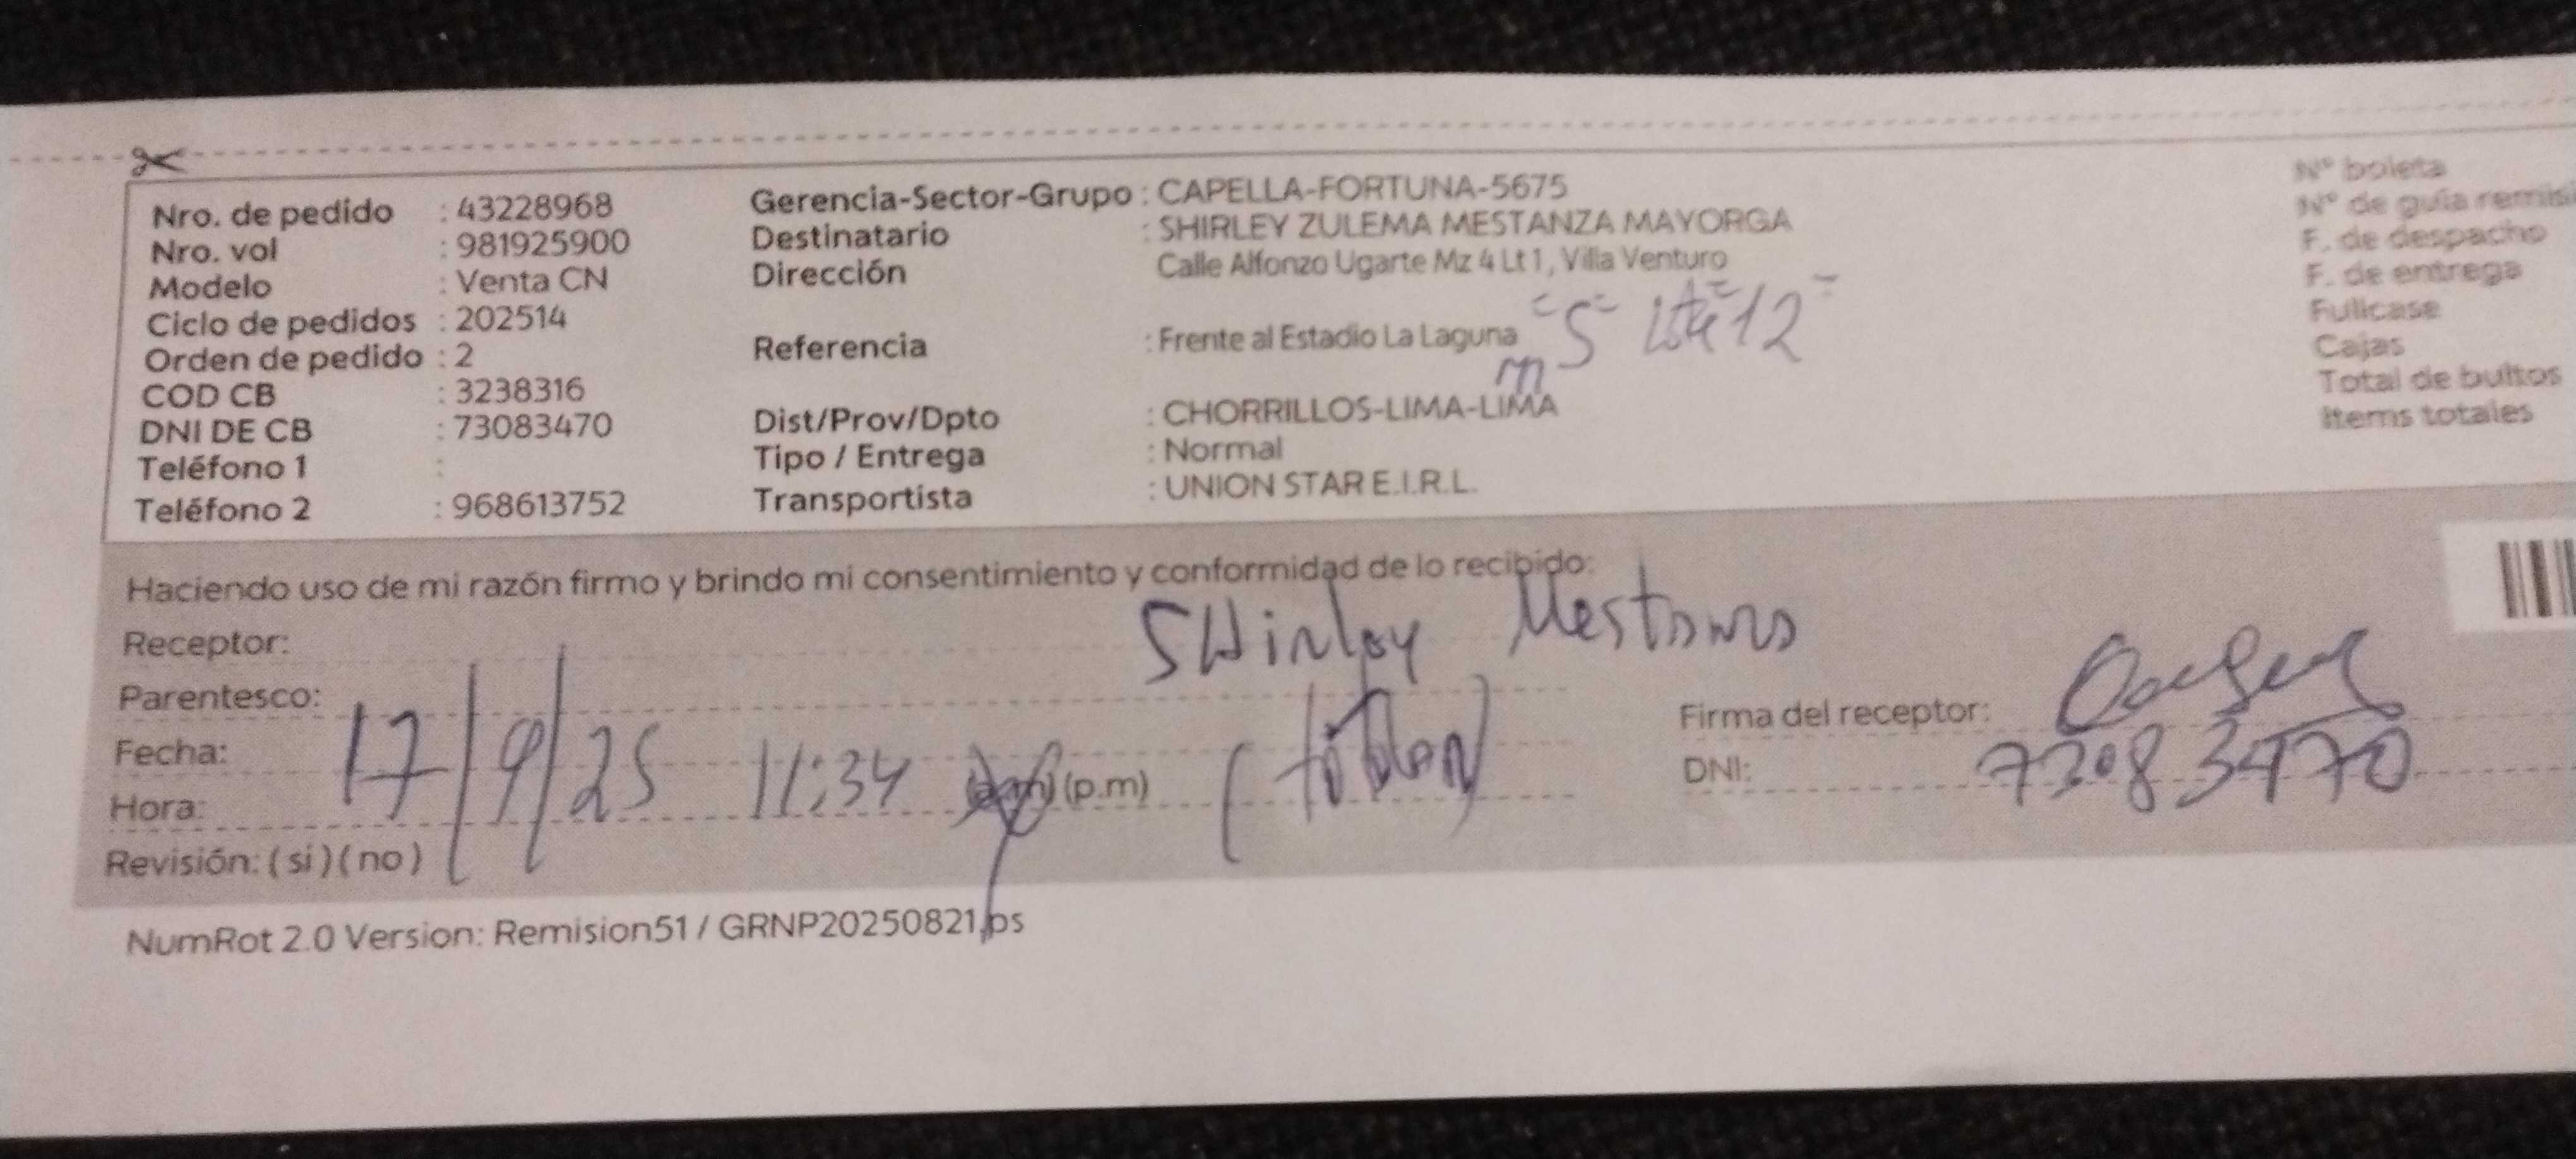 Nro. de pedido : 43228968
Nro. vol : 981925900
Modelo : Venta CN
Ciclo de pedidos : 202514
Orden de pedido : 2
COD CB : 3238316
DNI DE CB : 73083470
Teléfono 1 :
Teléfono 2 : 968613752
Gerencia-Sector-Grupo : CAPELLA-FORTUNA-5675
Destinatario : SHIRLEY ZULEMA MESTANZA MAYORGA
Dirección Calle Alfonzo Ugarte Mz 4 Lt 1, Villa Venturo
Referencia : Frente al Estadio La Laguna
m 5 Lote 12
Dist/Prov/Dpto : CHORRILLOS-LIMA-LIMA
Tipo / Entrega : Normal
Transportista : UNION STAR E.I.R.L.
N° boleta
N° de guía remisi
F. de despacho
F. de entrega
Fullcase
Cajas
Total de bultos
Items totales
Haciendo uso de mi razón firmo y brindo mi consentimiento y conformidad de lo recibido:
Receptor: SHirley Mestanza
Parentesco:
Fecha: 17/9/25 11:34 (p.m)
Hora:
Revisión: ( si ) ( no )
Firma del receptor:
DNI: 73083470
NumRot 2.0 Version: Remision51 / GRNP20250821.ps